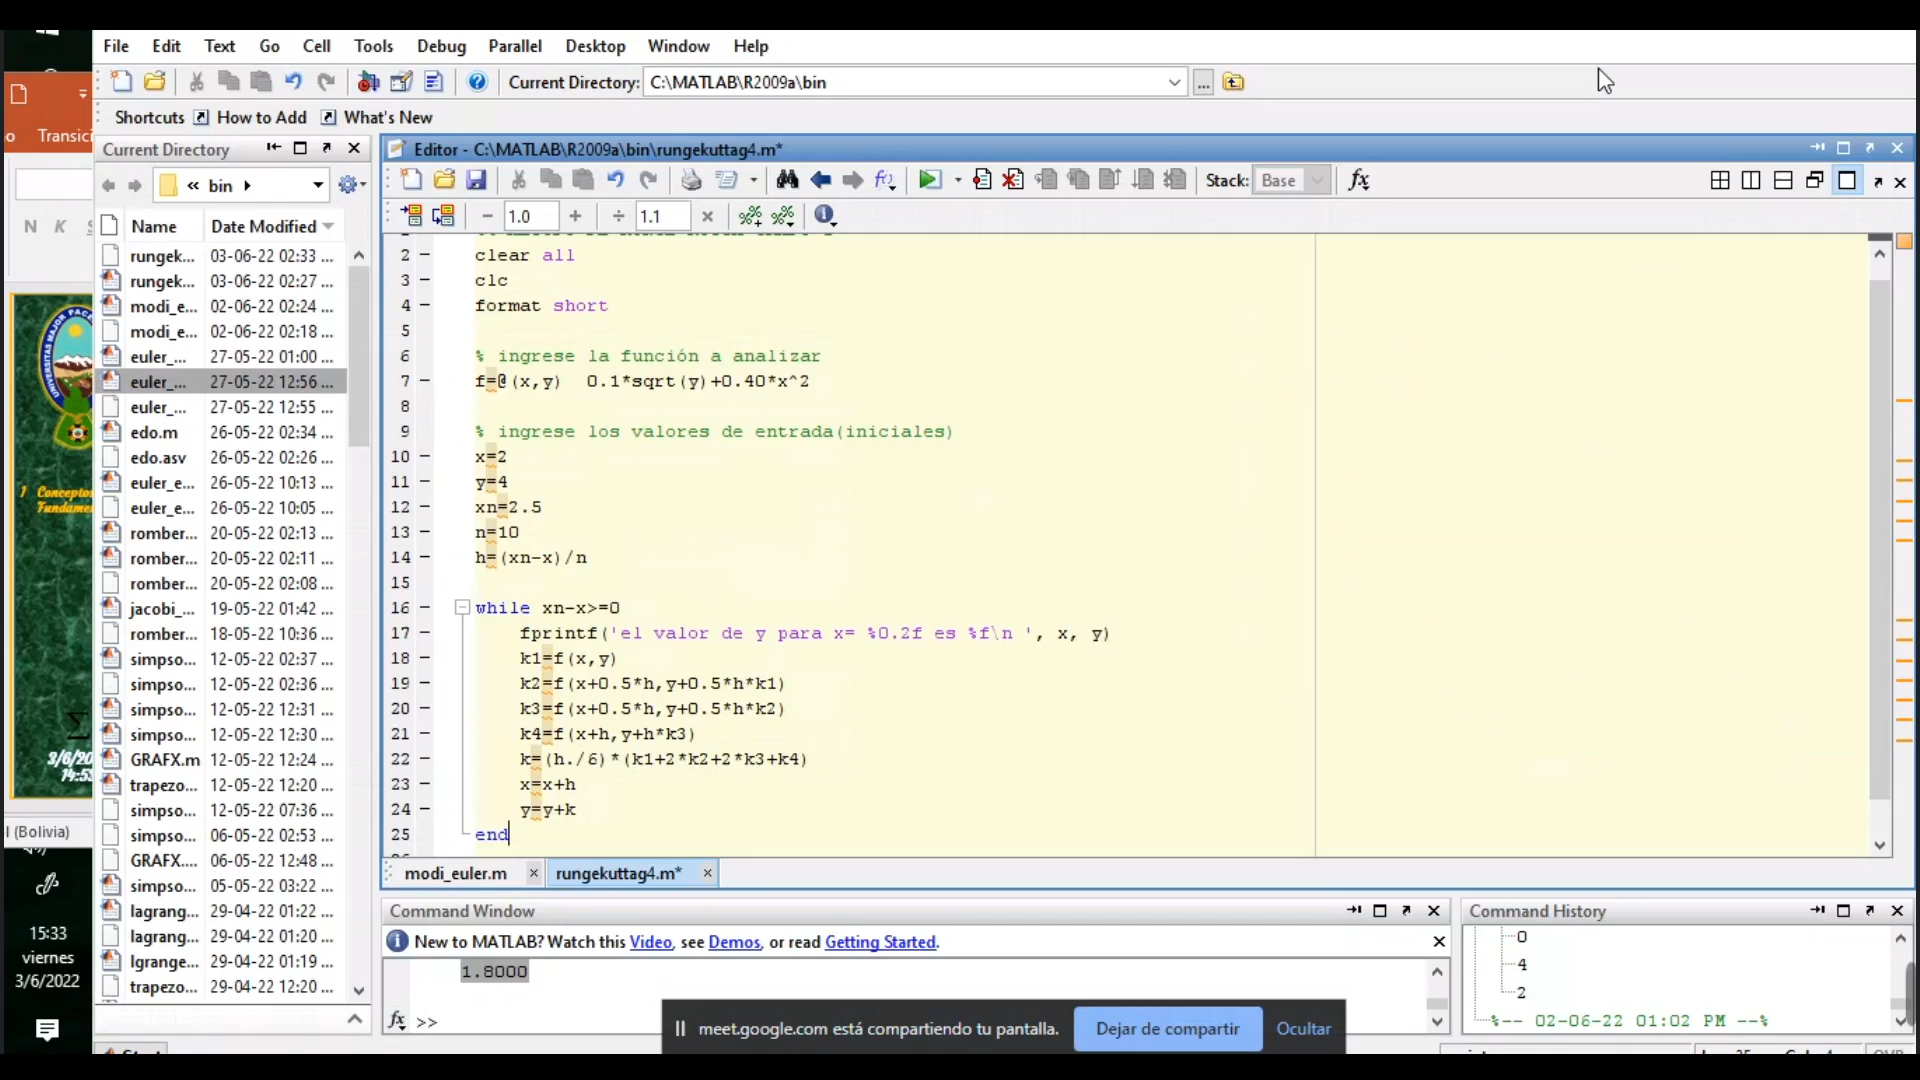 File Edit Text Go Cell Tools Debug Parallel Desktop Window Help
Current Directory: C:\MATLAB\R2009a\bin
Shortcuts How to Add What's New
Transici
Current Directory
Editor - C:\MATLAB\R2009a\bin\rungekuttag4.m*
« bin
Stack: Base
N K S
Name Date Modified
1.0 1.1
rungek... 03-06-22 02:33 ...
rungek... 03-06-22 02:27 ...
modi_e... 02-06-22 02:24 ...
modi_e... 02-06-22 02:18 ...
euler_... 27-05-22 01:00 ...
euler_... 27-05-22 12:56 ...
euler_... 27-05-22 12:55 ...
edo.m 26-05-22 02:34 ...
edo.asv 26-05-22 02:26 ...
euler_e... 26-05-22 10:13 ...
euler_e... 26-05-22 10:05 ...
romber... 20-05-22 02:13 ...
romber... 20-05-22 02:11 ...
romber... 20-05-22 02:08 ...
jacobi_... 19-05-22 01:42 ...
romber... 18-05-22 10:36 ...
simpso... 12-05-22 02:37 ...
simpso... 12-05-22 02:36 ...
simpso... 12-05-22 12:31 ...
simpso... 12-05-22 12:30 ...
GRAFX.m 12-05-22 12:24 ...
trapezo... 12-05-22 12:20 ...
simpso... 12-05-22 07:36 ...
simpso... 06-05-22 02:53 ...
GRAFX.... 06-05-22 12:48 ...
simpso... 05-05-22 03:22 ...
lagrang... 29-04-22 01:22 ...
lagrang... 29-04-22 01:20 ...
lgrange... 29-04-22 01:19 ...
trapezo... 29-04-22 12:20 ...
2 clear all
3 clc
4 format short
5
6 % ingrese la función a analizar
7 f=@(x,y) 0.1*sqrt(y)+0.40*x^2
8
9 % ingrese los valores de entrada(iniciales)
10 x=2
11 y=4
12 xn=2.5
13 n=10
14 h=(xn-x)/n
15
16 while xn-x>=0
17 fprintf('el valor de y para x= %0.2f es %f\n ', x, y)
18 k1=f(x,y)
19 k2=f(x+0.5*h,y+0.5*h*k1)
20 k3=f(x+0.5*h,y+0.5*h*k2)
21 k4=f(x+h,y+h*k3)
22 k=(h./6)*(k1+2*k2+2*k3+k4)
23 x=x+h
24 y=y+k
25 end
modi_euler.m rungekuttag4.m*
Command Window
New to MATLAB? Watch this Video, see Demos, or read Getting Started.
1.8000
fx >>
Command History
0
4
2
%-- 02-06-22 01:02 PM --%
meet.google.com está compartiendo tu pantalla. Dejar de compartir Ocultar
1 Concepto
Fundame
l (Bolivia)
15:33
viernes
3/6/2022